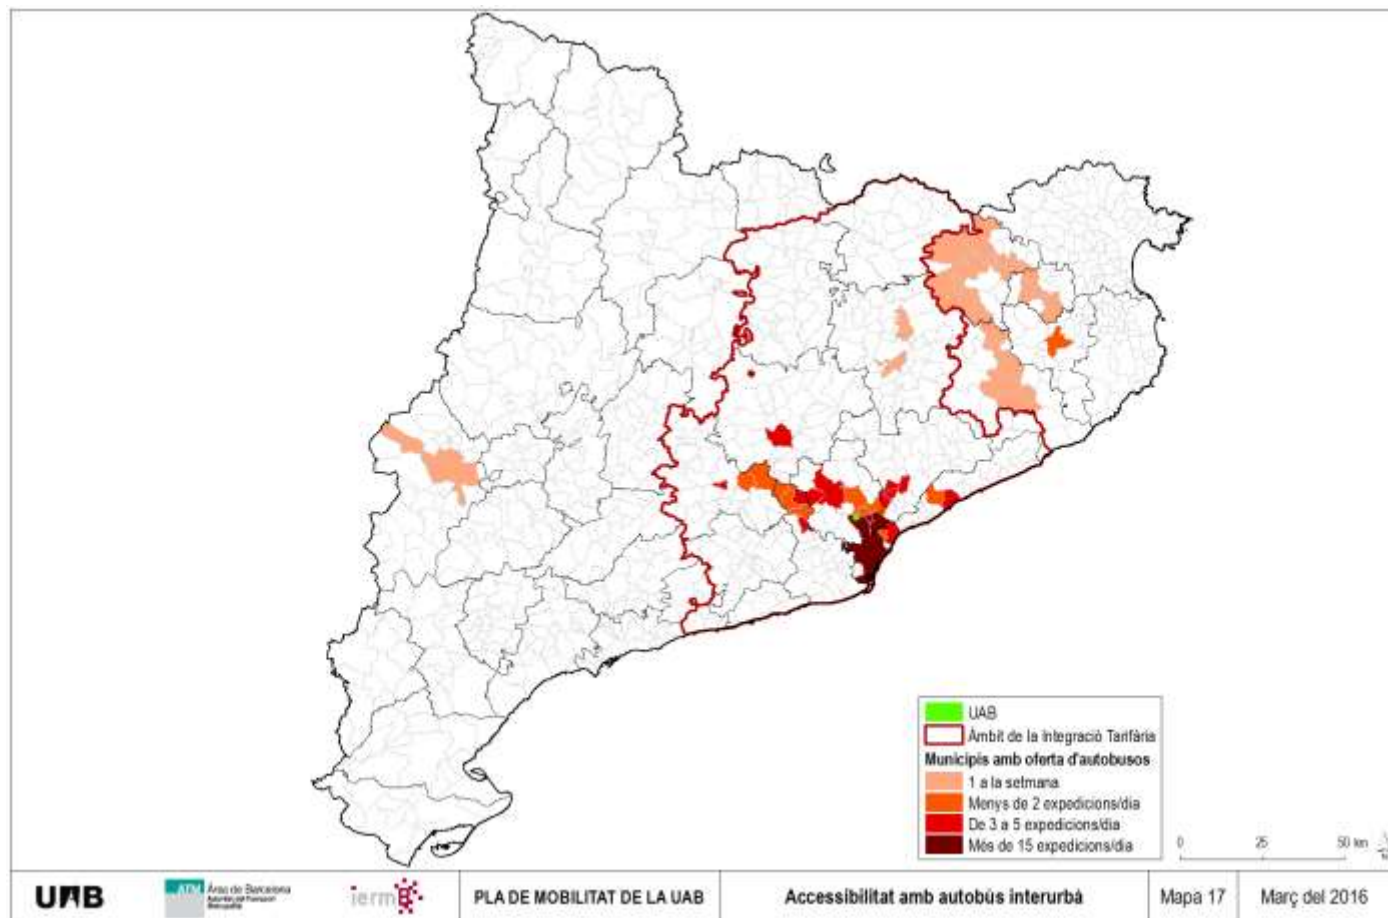 UAB
Àmbit de la Integració Tarifària
Municipis amb oferta d'autobusos
1 a la setmana
Menys de 2 expedicions/dia
De 3 a 5 expedicions/dia
Més de 15 expedicions/dia
0 25 50 km
UAB
ATM Àrea de Barcelona
ierm
PLA DE MOBILITAT DE LA UAB
Accessibilitat amb autobús interurbà
Mapa 17
Març del 2016